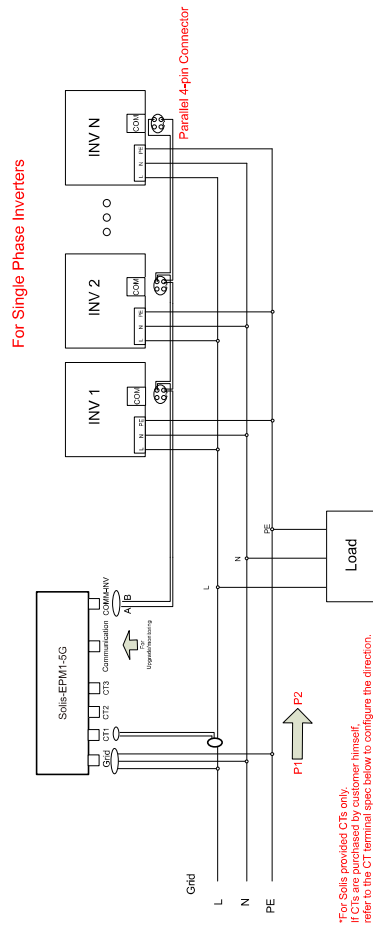 For Single Phase Inverters
Solis-EPM1-5G
Grid
CT1
CT2
CT3
Communication
COMM-INV
For
Upgrade/monitoring
A
B
INV 1
COM
L
N
PE
INV 2
COM
L
N
PE
INV N
COM
L
N
PE
Parallel 4-pin Connector
Grid
L
N
PE
L
N
PE
Load
P1
P2
*For Solis provided CTs only.
If CTs are purchased by customer himself,
refer to the CT terminal spec below to configure the direction.